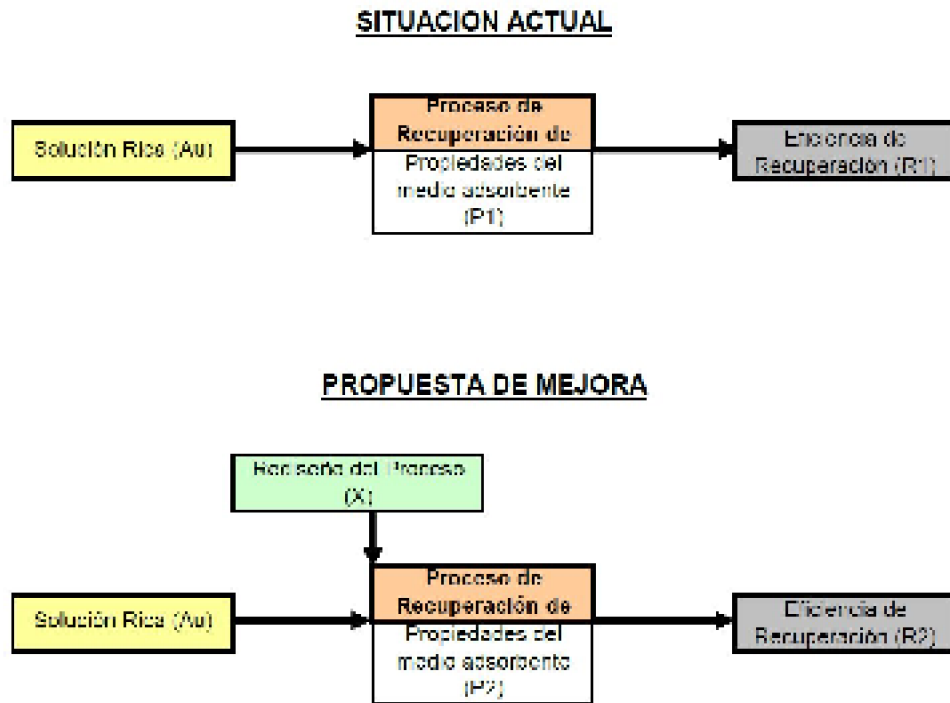 SITUACION ACTUAL
Solución Rica (Au)
Proceso de
Recuperación de
Propiedades del
medio adsorbente
(P1)
Eficiencia de
Recuperación (R1)
PROPUESTA DE MEJORA
Rediseño del Proceso
(X)
Solución Rica (Au)
Proceso de
Recuperación de
Propiedades del
medio adsorbente
(P2)
Eficiencia de
Recuperación (R2)